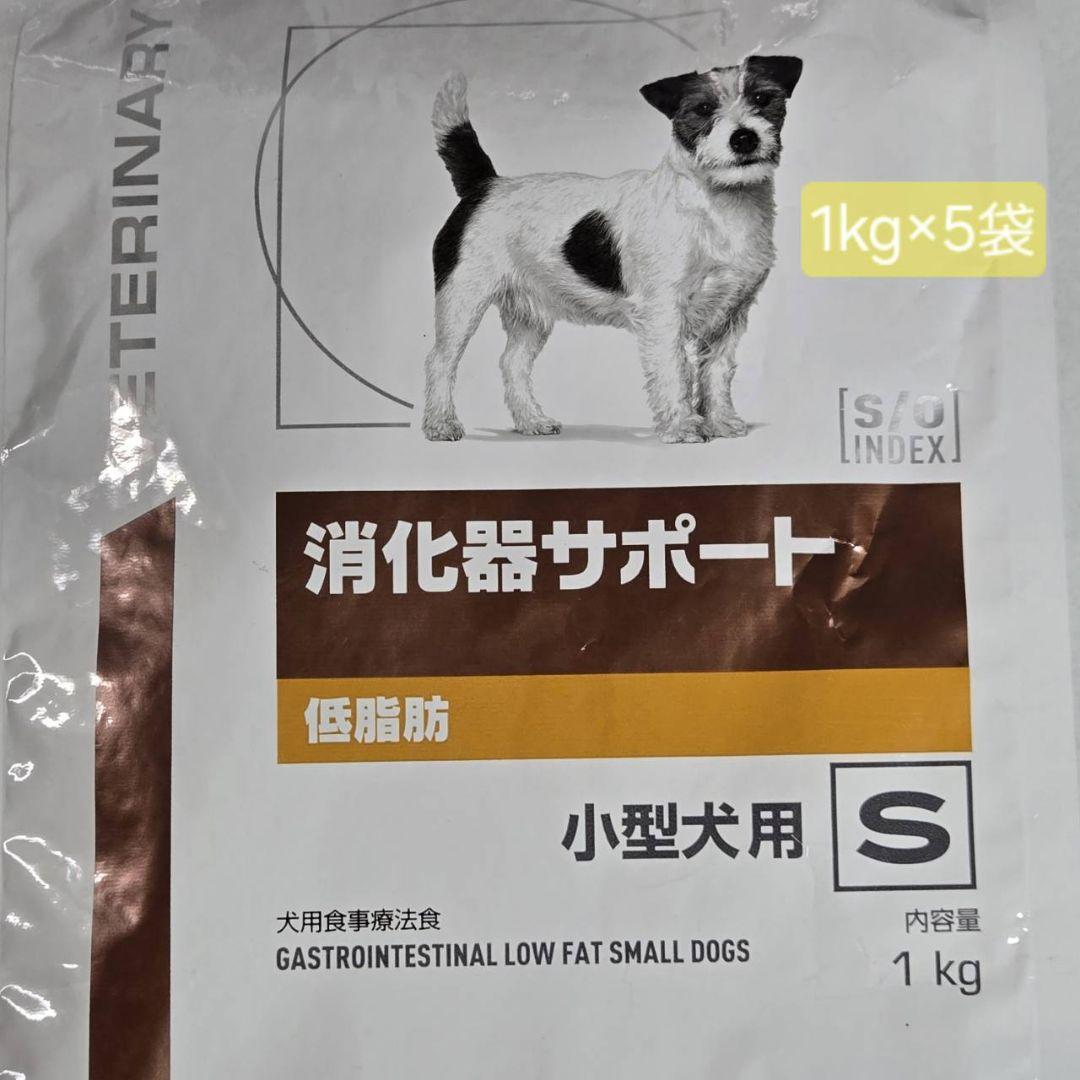 VETERINARY
1kg×5袋
S/O
INDEX
消化器サポート
低脂肪
小型犬用
S
犬用食事療法食
GASTROINTESTINAL LOW FAT SMALL DOGS
内容量
1 kg